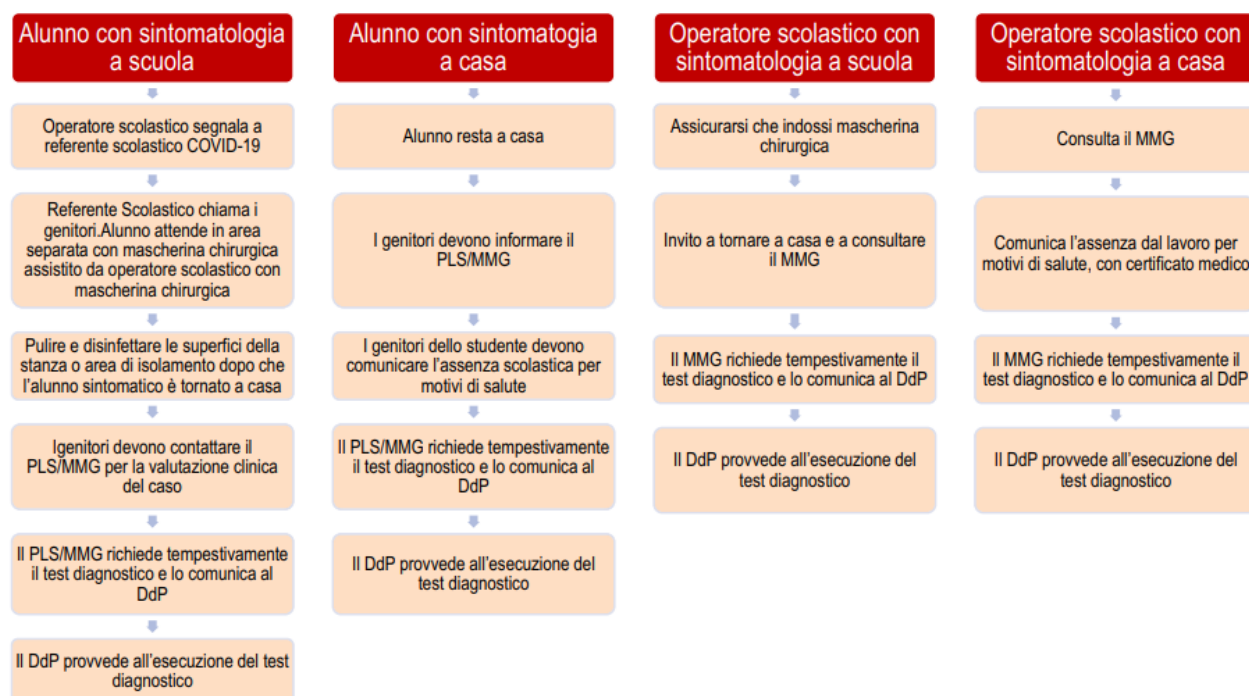 Alunno con sintomatologia
a scuola
Operatore scolastico segnala a
referente scolastico COVID-19
Referente Scolastico chiama i
genitori.Alunno attende in area
separata con mascherina chirurgica
assistito da operatore scolastico con
mascherina chirurgica
Pulire e disinfettare le superfici della
stanza o area di isolamento dopo che
l'alunno sintomatico è tornato a casa
Igenitori devono contattare il
PLS/MMG per la valutazione clinica
del caso
Il PLS/MMG richiede tempestivamente
il test diagnostico e lo comunica al
DdP
Il DdP provvede all'esecuzione del test
diagnostico
Alunno con sintomatogia
a casa
Alunno resta a casa
I genitori devono informare il
PLS/MMG
I genitori dello studente devono
comunicare l'assenza scolastica per
motivi di salute
Il PLS/MMG richiede tempestivamente
il test diagnostico e lo comunica al
DdP
Il DdP provvede all'esecuzione del
test diagnostico
Operatore scolastico con
sintomatologia a scuola
Assicurarsi che indossi mascherina
chirurgica
Invito a tornare a casa e a consultare
il MMG
Il MMG richiede tempestivamente il
test diagnostico e lo comunica al DdP
Il DdP provvede all'esecuzione del
test diagnostico
Operatore scolastico con
sintomatologia a casa
Consulta il MMG
Comunica l'assenza dal lavoro per
motivi di salute, con certificato medico
Il MMG richiede tempestivamente il
test diagnostico e lo comunica al DdP
Il DdP provvede all'esecuzione del
test diagnostico